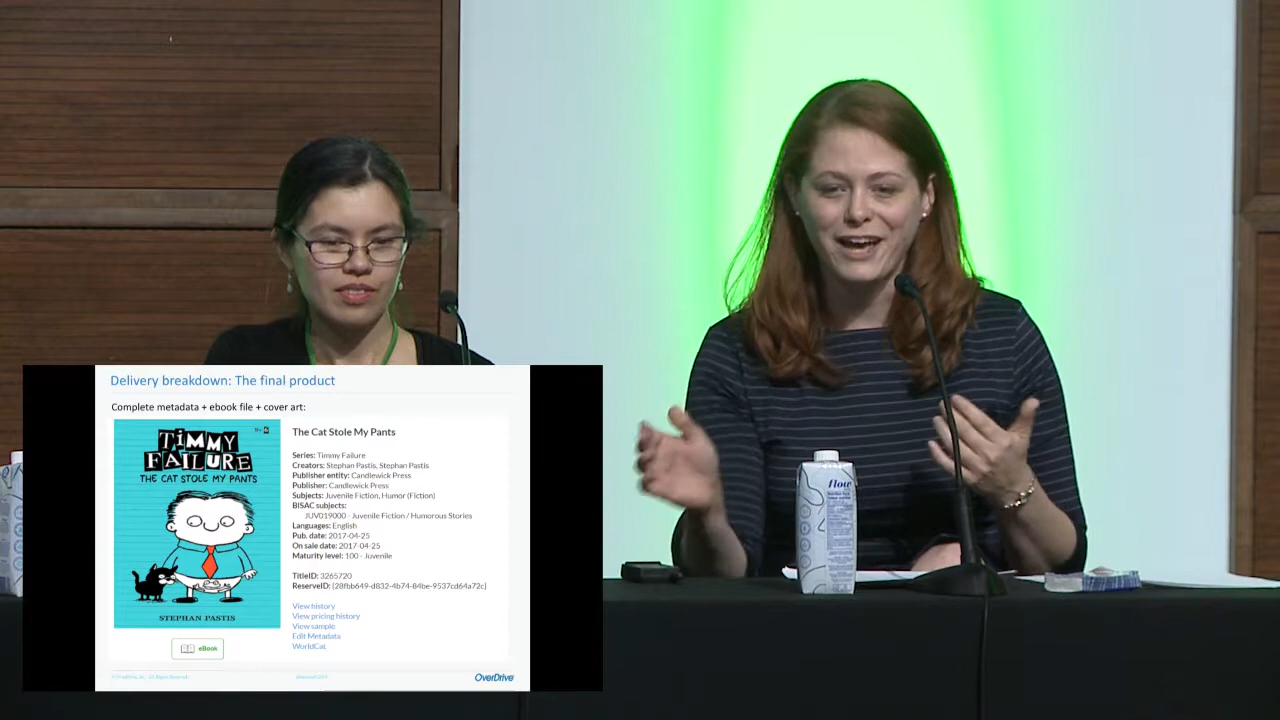 Delivery breakdown: The final product
Complete metadata + ebook file + cover art:
TiMMY
FAiLURE
THE CAT STOLE MY PANTS
STEPHAN PASTIS
eBook
The Cat Stole My Pants
Series: Timmy Failure
Creators: Stephan Pastis, Stephan Pastis
Publisher entity: Candlewick Press
Publisher: Candlewick Press
Subjects: Juvenile Fiction, Humor (Fiction)
BISAC subjects:
JUV019000 - Juvenile Fiction / Humorous Stories
Languages: English
Pub. date: 2017-04-25
On sale date: 2017-04-25
Maturity level: 100 - Juvenile
TitleID: 3265720
ReserveID: {28fbb649-d832-4b74-84be-9537cd64a72c}
View history
View pricing history
View sample
Edit Metadata
WorldCat
OverDrive
flow